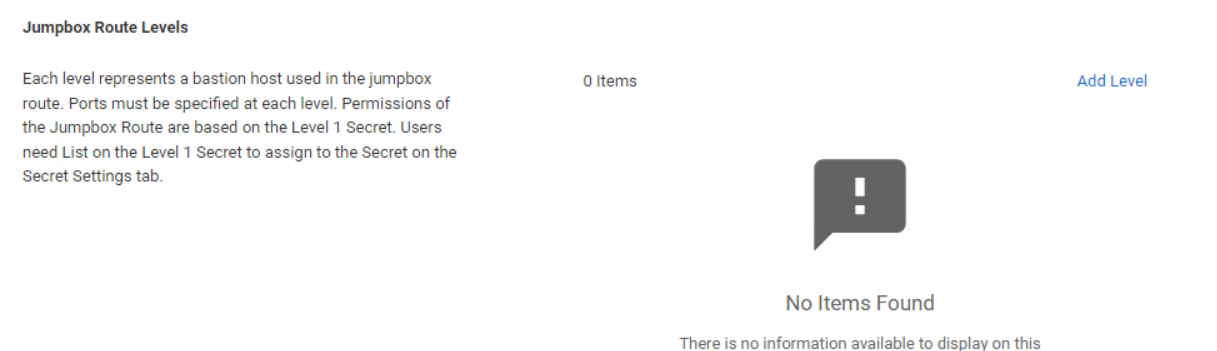 Jumpbox Route Levels
Each level represents a bastion host used in the jumpbox
route. Ports must be specified at each level. Permissions of
the Jumpbox Route are based on the Level 1 Secret. Users
need List on the Level 1 Secret to assign to the Secret on the
Secret Settings tab.
0 Items
Add Level
No Items Found
There is no information available to display on this